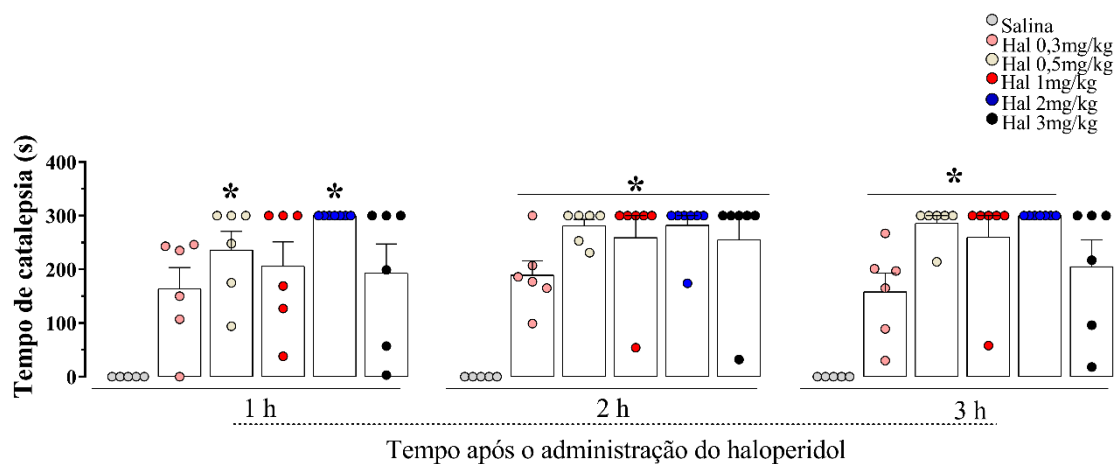 Salina
Hal 0,3mg/kg
Hal 0,5mg/kg
Hal 1mg/kg
Hal 2mg/kg
Hal 3mg/kg
Tempo de catalepsia (s)
400
300
200
100
0
* *
*
*
1 h 2 h 3 h
Tempo após o administração do haloperidol